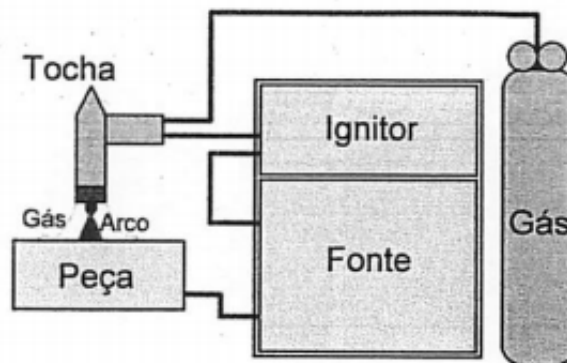 Tocha
Ignitor
Gás Arco
Gás
Peça
Fonte